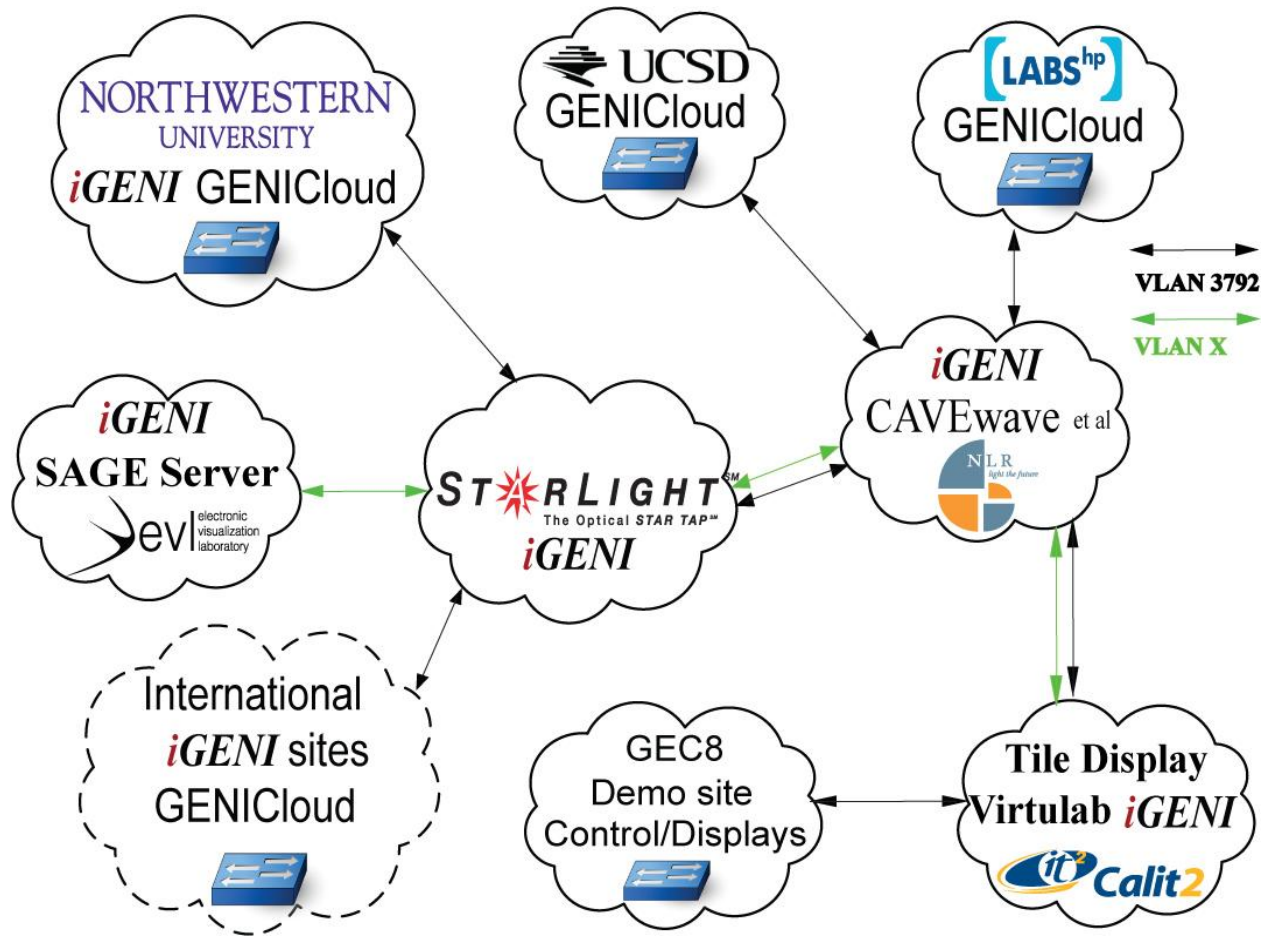 NORTHWESTERN
UNIVERSITY
iGENI GENICloud
UCSD
GENICloud
[LABShp]
GENICloud
VLAN 3792
VLAN X
iGENI
CAVEwave et al
NLR
light the future
iGENI
SAGE Server
evl electronic
visualization
laboratory
STARLIGHT SM
The Optical STAR TAP SM
iGENI
International
iGENI sites
GENICloud
GEC8
Demo site
Control/Displays
Tile Display
Virtulab iGENI
it2 Calit2